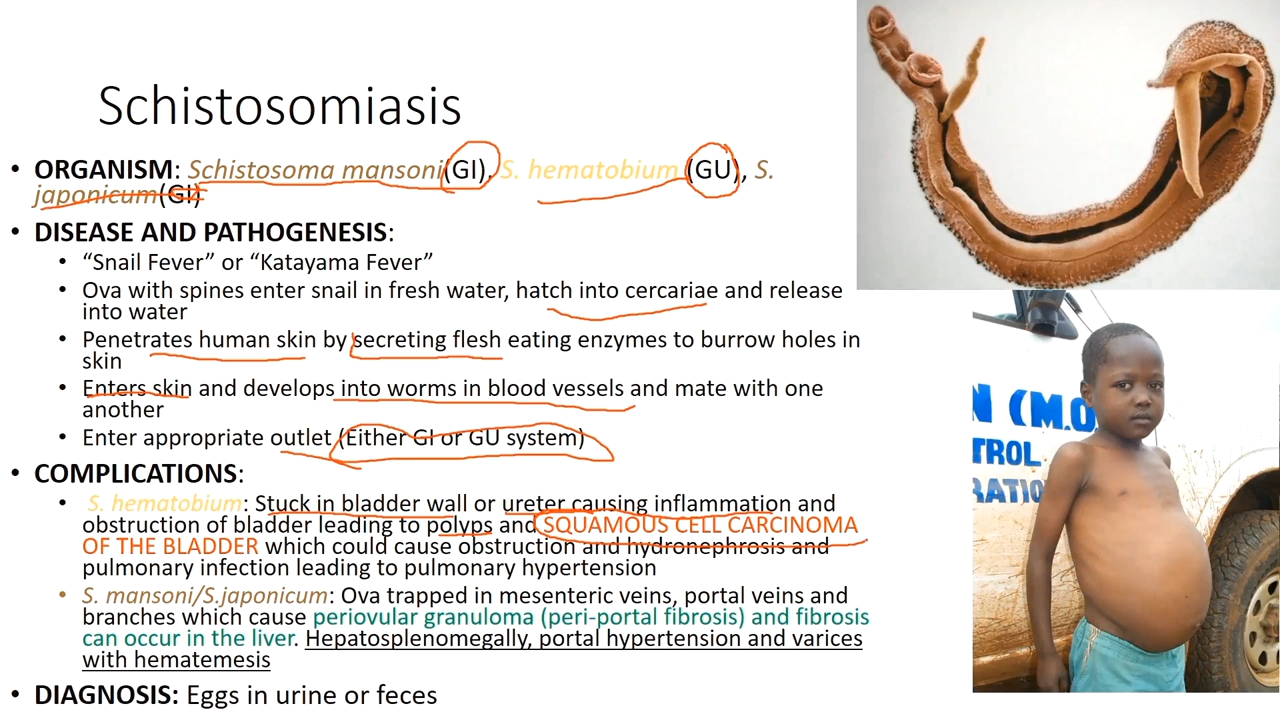 Schistosomiasis
• ORGANISM: Schistosoma mansoni(GI), S. hematobium (GU), S.
japonicum(GI)
• DISEASE AND PATHOGENESIS:
• “Snail Fever” or “Katayama Fever”
• Ova with spines enter snail in fresh water, hatch into cercariae and release
into water
• Penetrates human skin by secreting flesh eating enzymes to burrow holes in
skin
• Enters skin and develops into worms in blood vessels and mate with one
another
• Enter appropriate outlet (Either GI or GU system)
• COMPLICATIONS:
• S. hematobium: Stuck in bladder wall or ureter causing inflammation and
obstruction of bladder leading to polyps and SQUAMOUS CELL CARCINOMA
OF THE BLADDER which could cause obstruction and hydronephrosis and
pulmonary infection leading to pulmonary hypertension
• S. mansoni/S.japonicum: Ova trapped in mesenteric veins, portal veins and
branches which cause periovular granuloma (peri-portal fibrosis) and fibrosis
can occur in the liver. Hepatosplenomegally, portal hypertension and varices
with hematemesis
• DIAGNOSIS: Eggs in urine or feces
N (M.O
TROL
RATIO